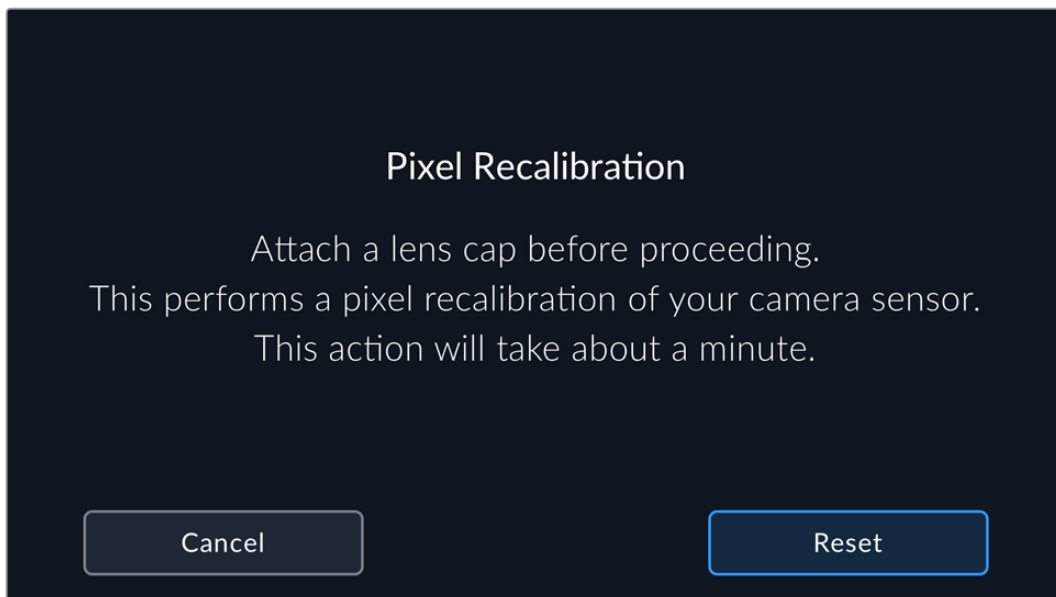 Pixel Recalibration
Attach a lens cap before proceeding.
This performs a pixel recalibration of your camera sensor.
This action will take about a minute.
Cancel
Reset